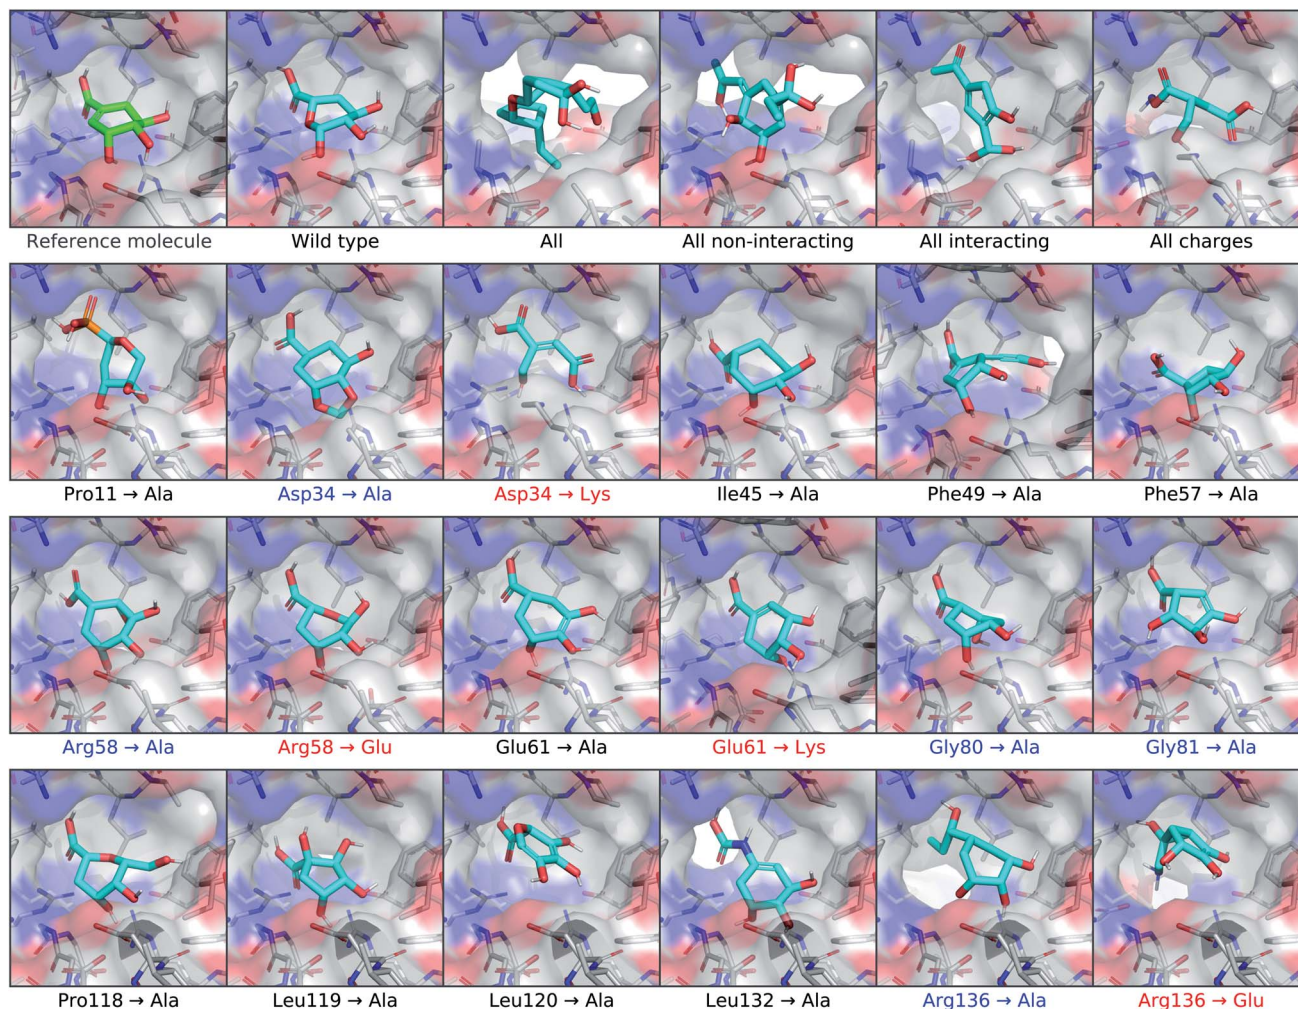 Reference molecule
Wild type
All
All non-interacting
All interacting
All charges
Pro11 → Ala
Asp34 → Ala
Asp34 → Lys
Ile45 → Ala
Phe49 → Ala
Phe57 → Ala
Arg58 → Ala
Arg58 → Glu
Glu61 → Ala
Glu61 → Lys
Gly80 → Ala
Gly81 → Ala
Pro118 → Ala
Leu119 → Ala
Leu120 → Ala
Leu132 → Ala
Arg136 → Ala
Arg136 → Glu